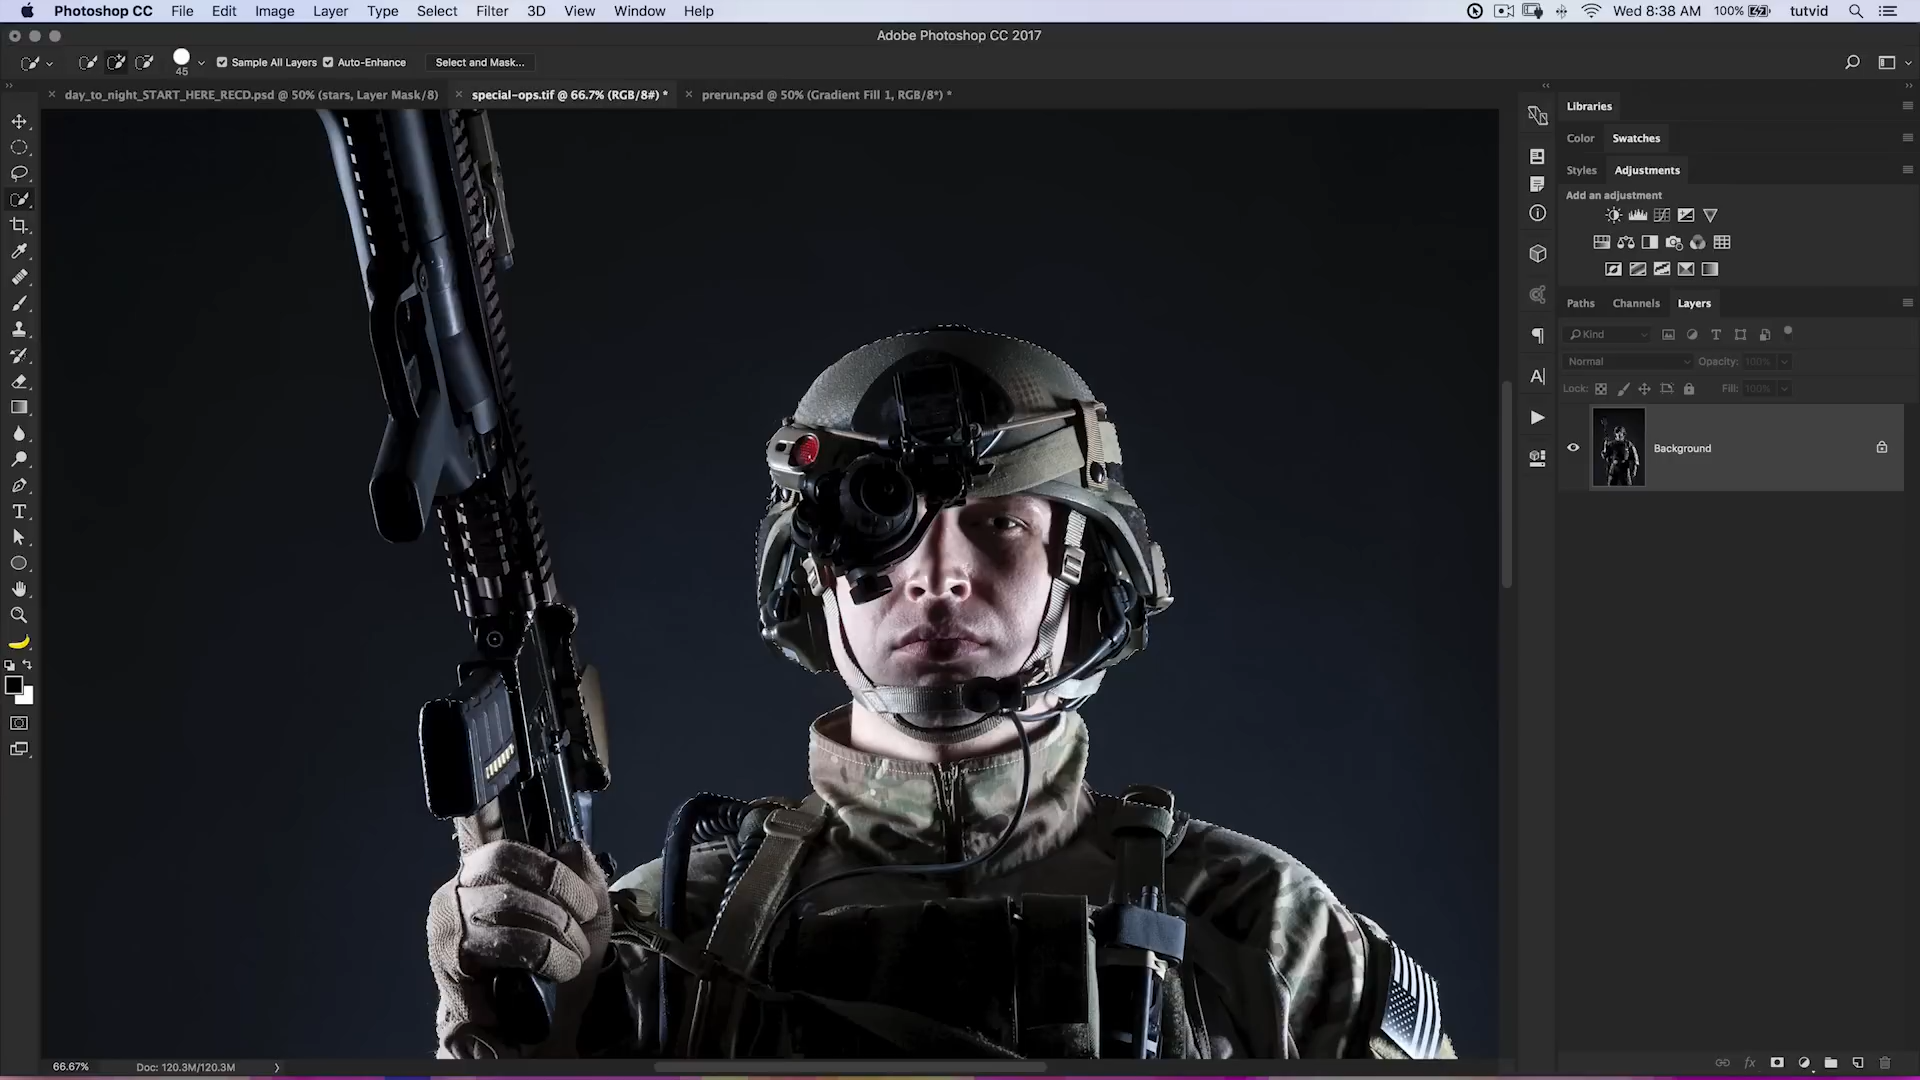 Photoshop CC File Edit Image Layer Type Select Filter 3D View Window Help Wed 8:38 AM 100% tutvid
Adobe Photoshop CC 2017
45 Sample All Layers Auto-Enhance Select and Mask...
day_to_night_START_HERE_RECD.psd @ 50% (stars, Layer Mask/8) special-ops.tif @ 66.7% (RGB/8#) * prerun.psd @ 50% (Gradient Fill 1, RGB/8*) *
Libraries
Color Swatches
Styles Adjustments
Add an adjustment
Paths Channels Layers
Kind
Normal Opacity: 100%
Lock: Fill: 100%
Background
66.67% Doc: 120.3M/120.3M